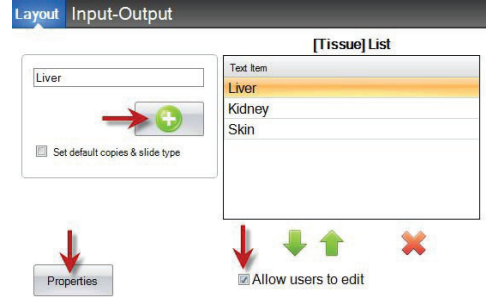 Layout Input-Output
[Tissue] List
Liver
Text Item
Liver
Kidney
Skin
Set default copies & slide type
Properties
Allow users to edit